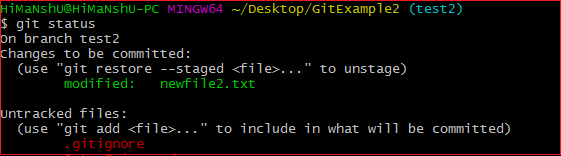 HiMaNshU@HiMaNshU-PC MINGW64 ~/Desktop/GitExample2 (test2)
$ git status
On branch test2
Changes to be committed:
(use "git restore --staged <file>..." to unstage)
modified: newfile2.txt
Untracked files:
(use "git add <file>..." to include in what will be committed)
.gitignore